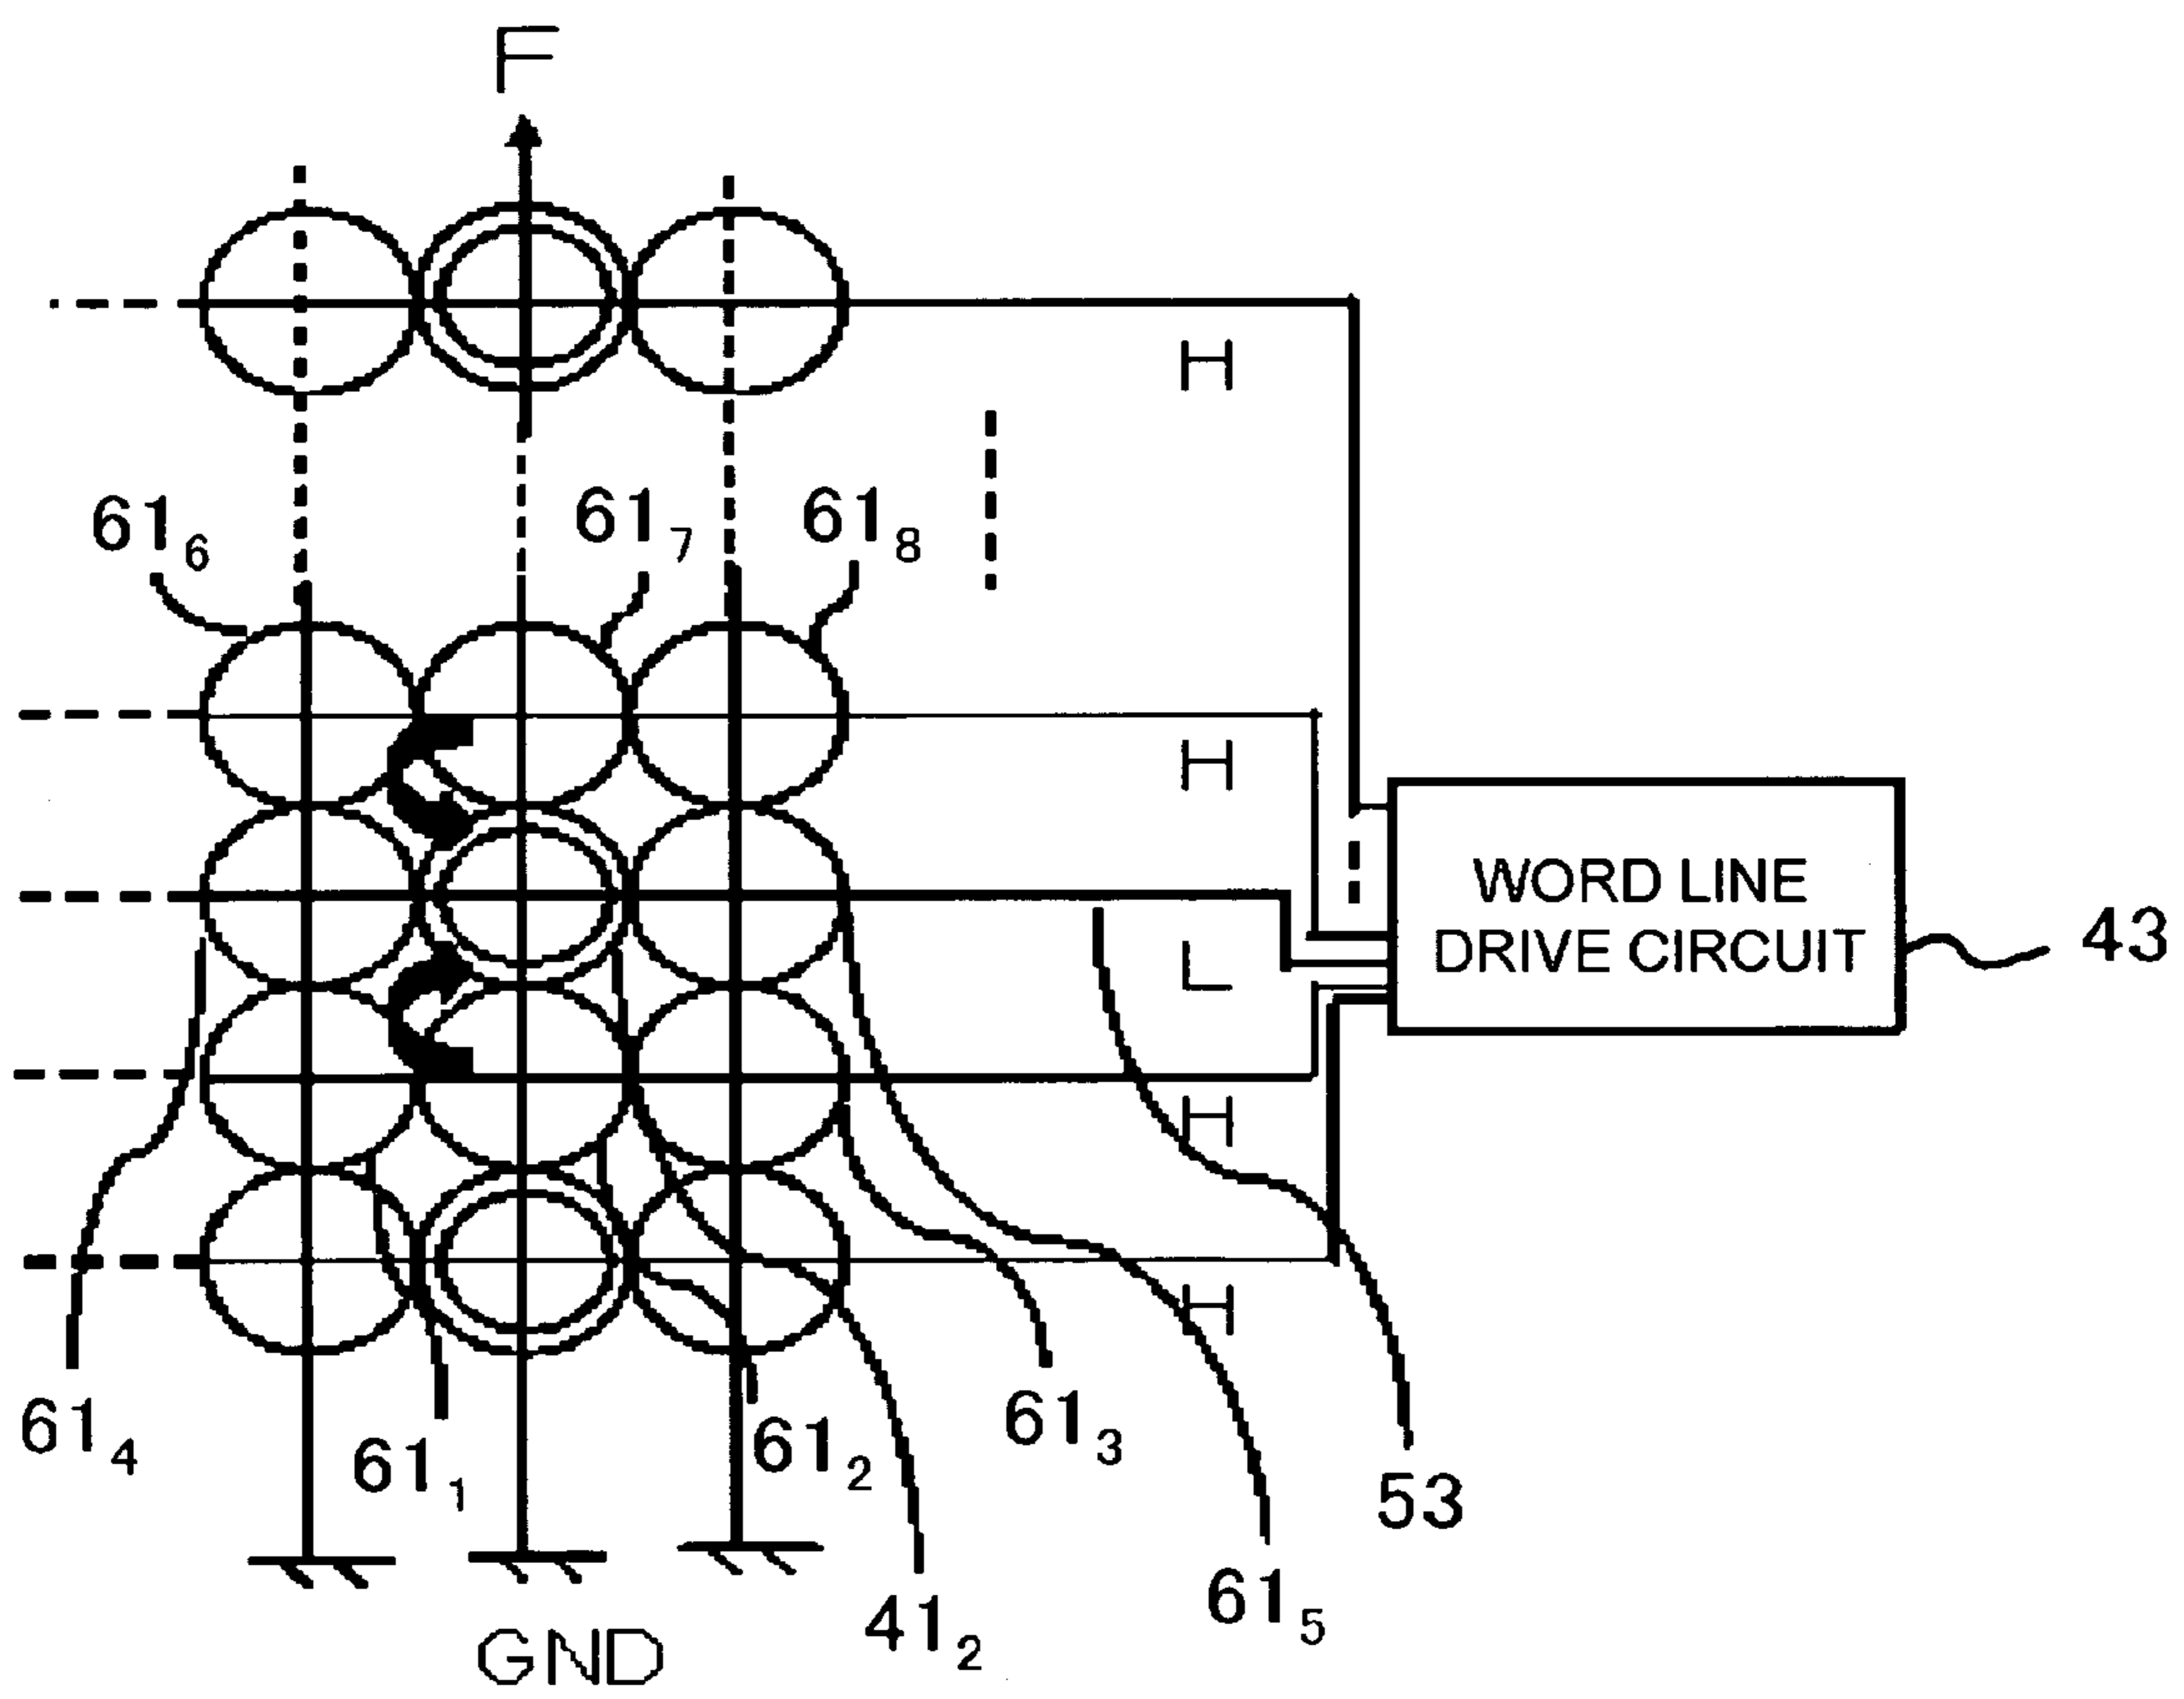 F
H
61₆ 61₇ 61₈
H
WORD LINE
DRIVE CIRCUIT
43
L
H
H
61₄ 61₁ 61₂ 61₃ 53
41₂ 61₅
GND